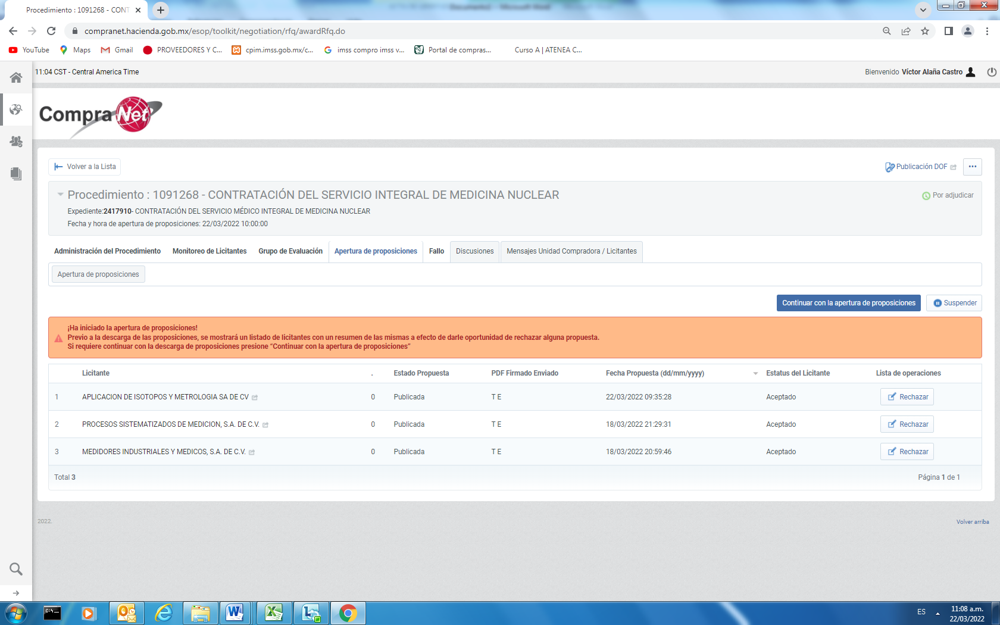 Procedimiento : 1091268 - CONT
compranet.hacienda.gob.mx/esop/toolkit/negotiation/rfq/awardRfq.do
YouTube Maps Gmail PROVEEDORES Y C... cpim.imss.gob.mx/c... imss compro imss v... Portal de compras... Curso A | ATENEA C...
11:04 CST - Central America Time
Bienvenido Víctor Alaña Castro
CompraNet
Volver a la Lista
Publicación DOF
Procedimiento : 1091268 - CONTRATACIÓN DEL SERVICIO INTEGRAL DE MEDICINA NUCLEAR
Por adjudicar
Expediente:2417910- CONTRATACIÓN DEL SERVICIO MÉDICO INTEGRAL DE MEDICINA NUCLEAR
Fecha y hora de apertura de proposiciones: 22/03/2022 10:00:00
Administración del Procedimiento Monitoreo de Licitantes Grupo de Evaluación Apertura de proposiciones Fallo Discusiones Mensajes Unidad Compradora / Licitantes
Apertura de proposiciones
Continuar con la apertura de proposiciones Suspender
¡Ha iniciado la apertura de proposiciones!
Previo a la descarga de las proposiciones, se mostrará un listado de licitantes con un resumen de las mismas a efecto de darle oportunidad de rechazar alguna propuesta.
Si requiere continuar con la descarga de proposiciones presione “Continuar con la apertura de proposiciones”
Licitante . Estado Propuesta PDF Firmado Enviado Fecha Propuesta (dd/mm/yyyy) Estatus del Licitante Lista de operaciones
1 APLICACION DE ISOTOPOS Y METROLOGIA SA DE CV 0 Publicada T E 22/03/2022 09:35:28 Aceptado Rechazar
2 PROCESOS SISTEMATIZADOS DE MEDICION, S.A. DE C.V. 0 Publicada T E 18/03/2022 21:29:31 Aceptado Rechazar
3 MEDIDORES INDUSTRIALES Y MEDICOS, S.A. DE C.V. 0 Publicada T E 18/03/2022 20:59:46 Aceptado Rechazar
Total 3
Página 1 de 1
2022.
Volver arriba
ES
11:08 a.m.
22/03/2022